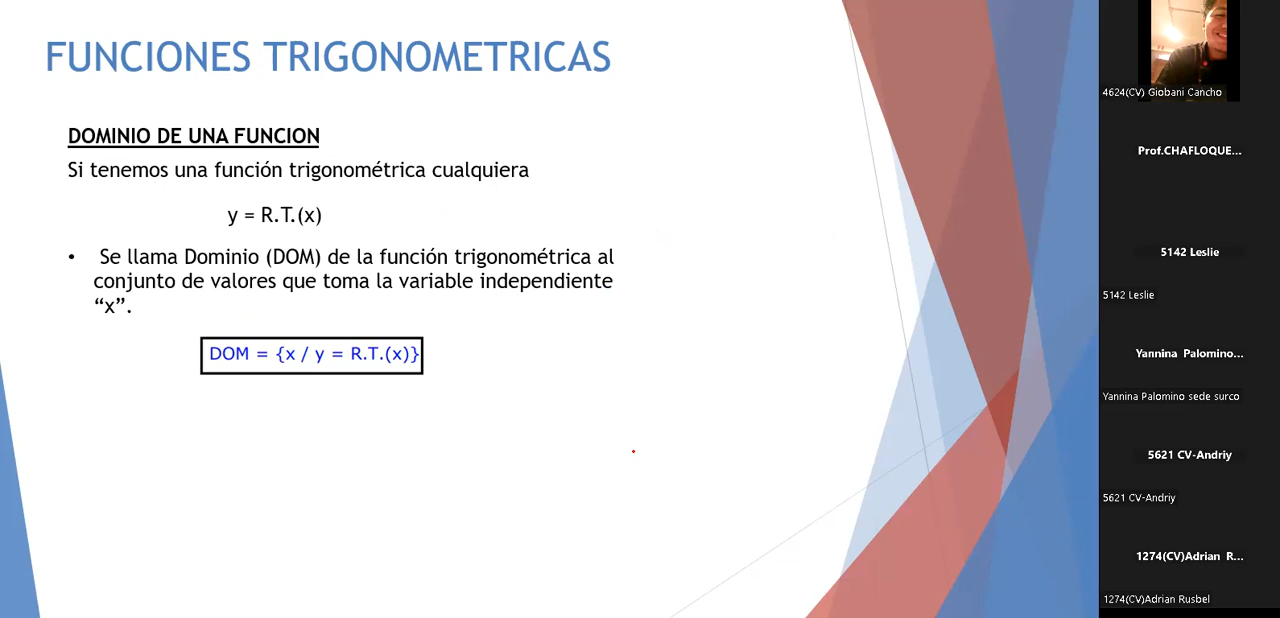 FUNCIONES TRIGONOMETRICAS
DOMINIO DE UNA FUNCION
Si tenemos una función trigonométrica cualquiera
y = R.T.(x)
• Se llama Dominio (DOM) de la función trigonométrica al
conjunto de valores que toma la variable independiente
“x”.
DOM = {x / y = R.T.(x)}
4624(CV) Giobani Cancho
Prof.CHAFLOQUE...
5142 Leslie
5142 Leslie
Yannina Palomino...
Yannina Palomino sede surco
5621 CV-Andriy
5621 CV-Andriy
1274(CV)Adrian R...
1274(CV)Adrian Rusbel